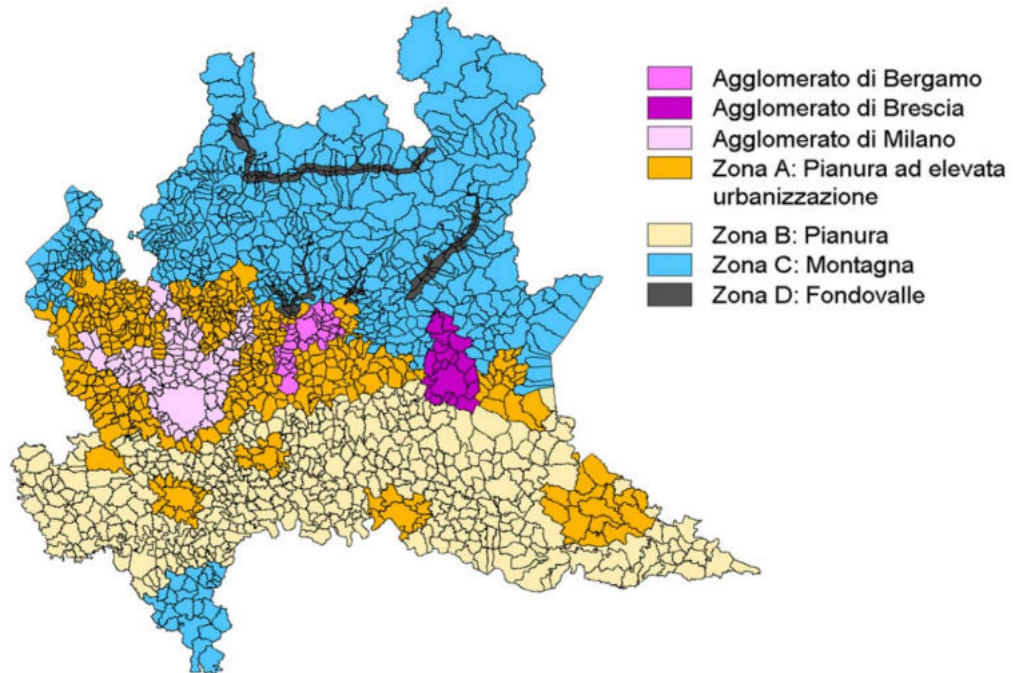 Agglomerato di Bergamo
Agglomerato di Brescia
Agglomerato di Milano
Zona A: Pianura ad elevata
urbanizzazione
Zona B: Pianura
Zona C: Montagna
Zona D: Fondovalle